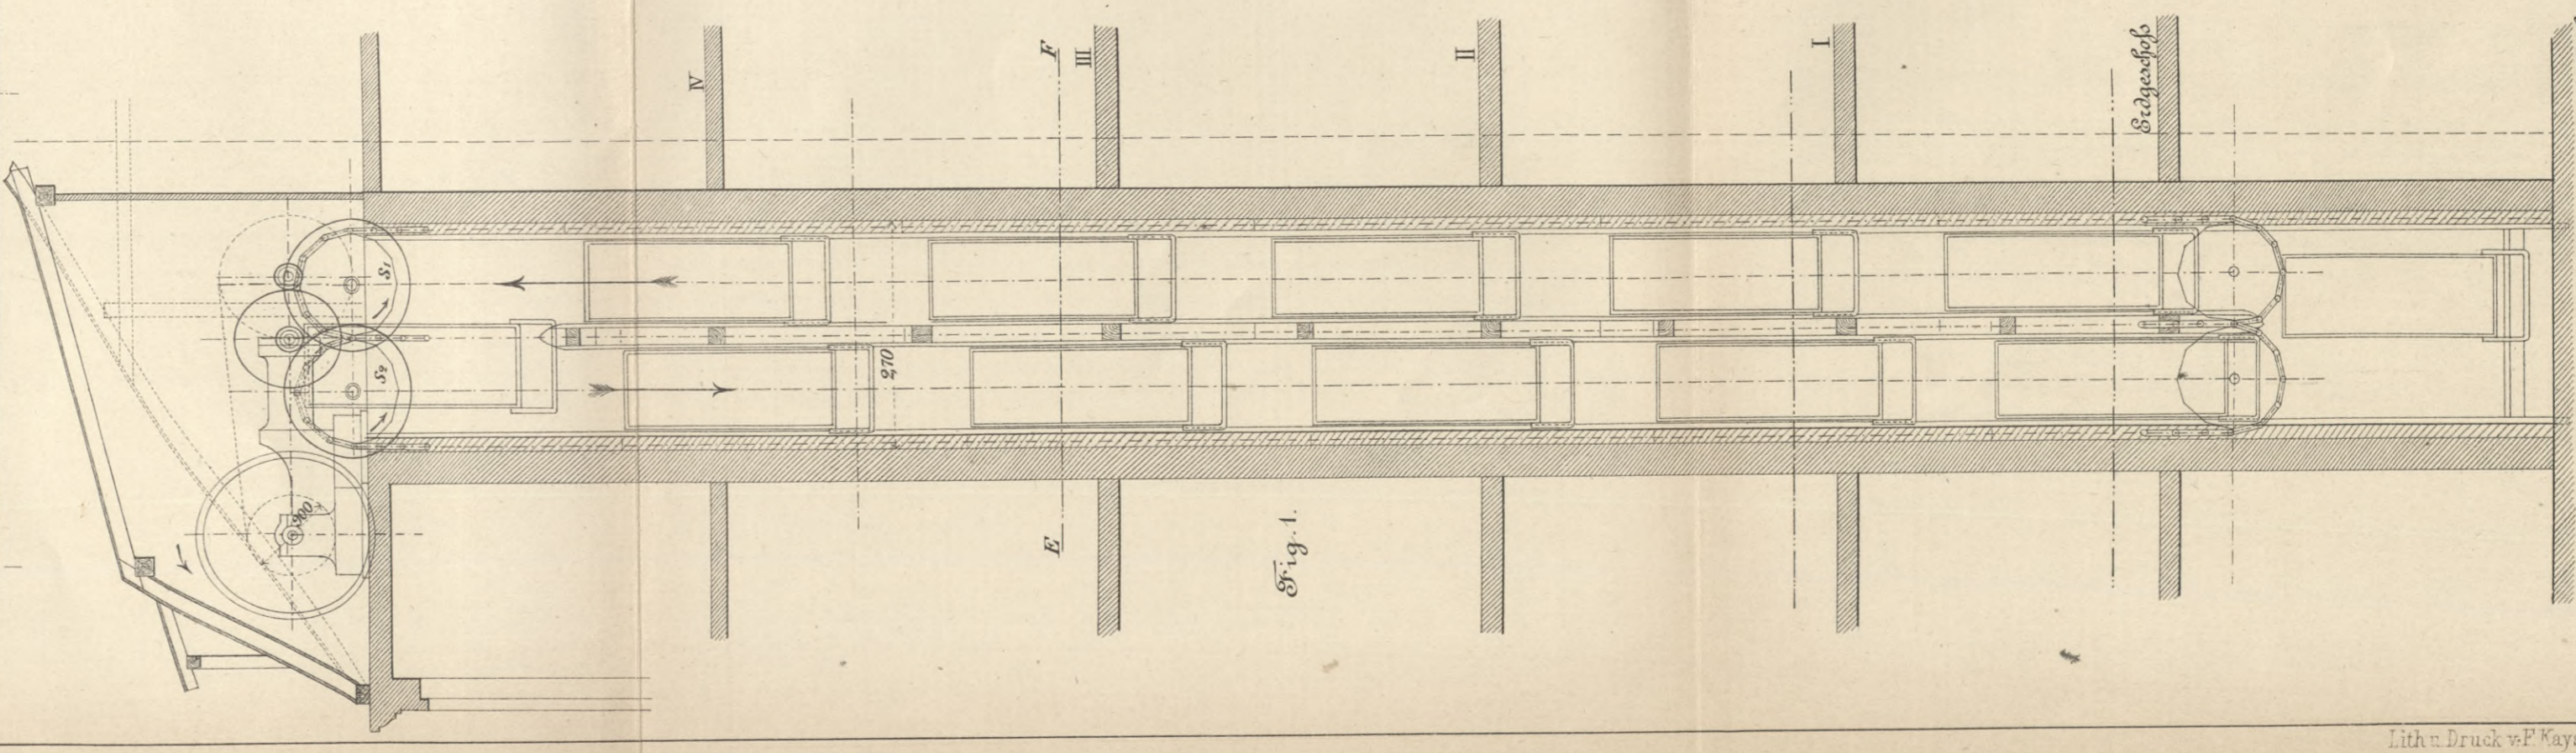 IV
F
III
II
I
Erdgeschoß
S1
S2
270
900
E
Fig. 1.
Lith u. Druck v. F. Kay